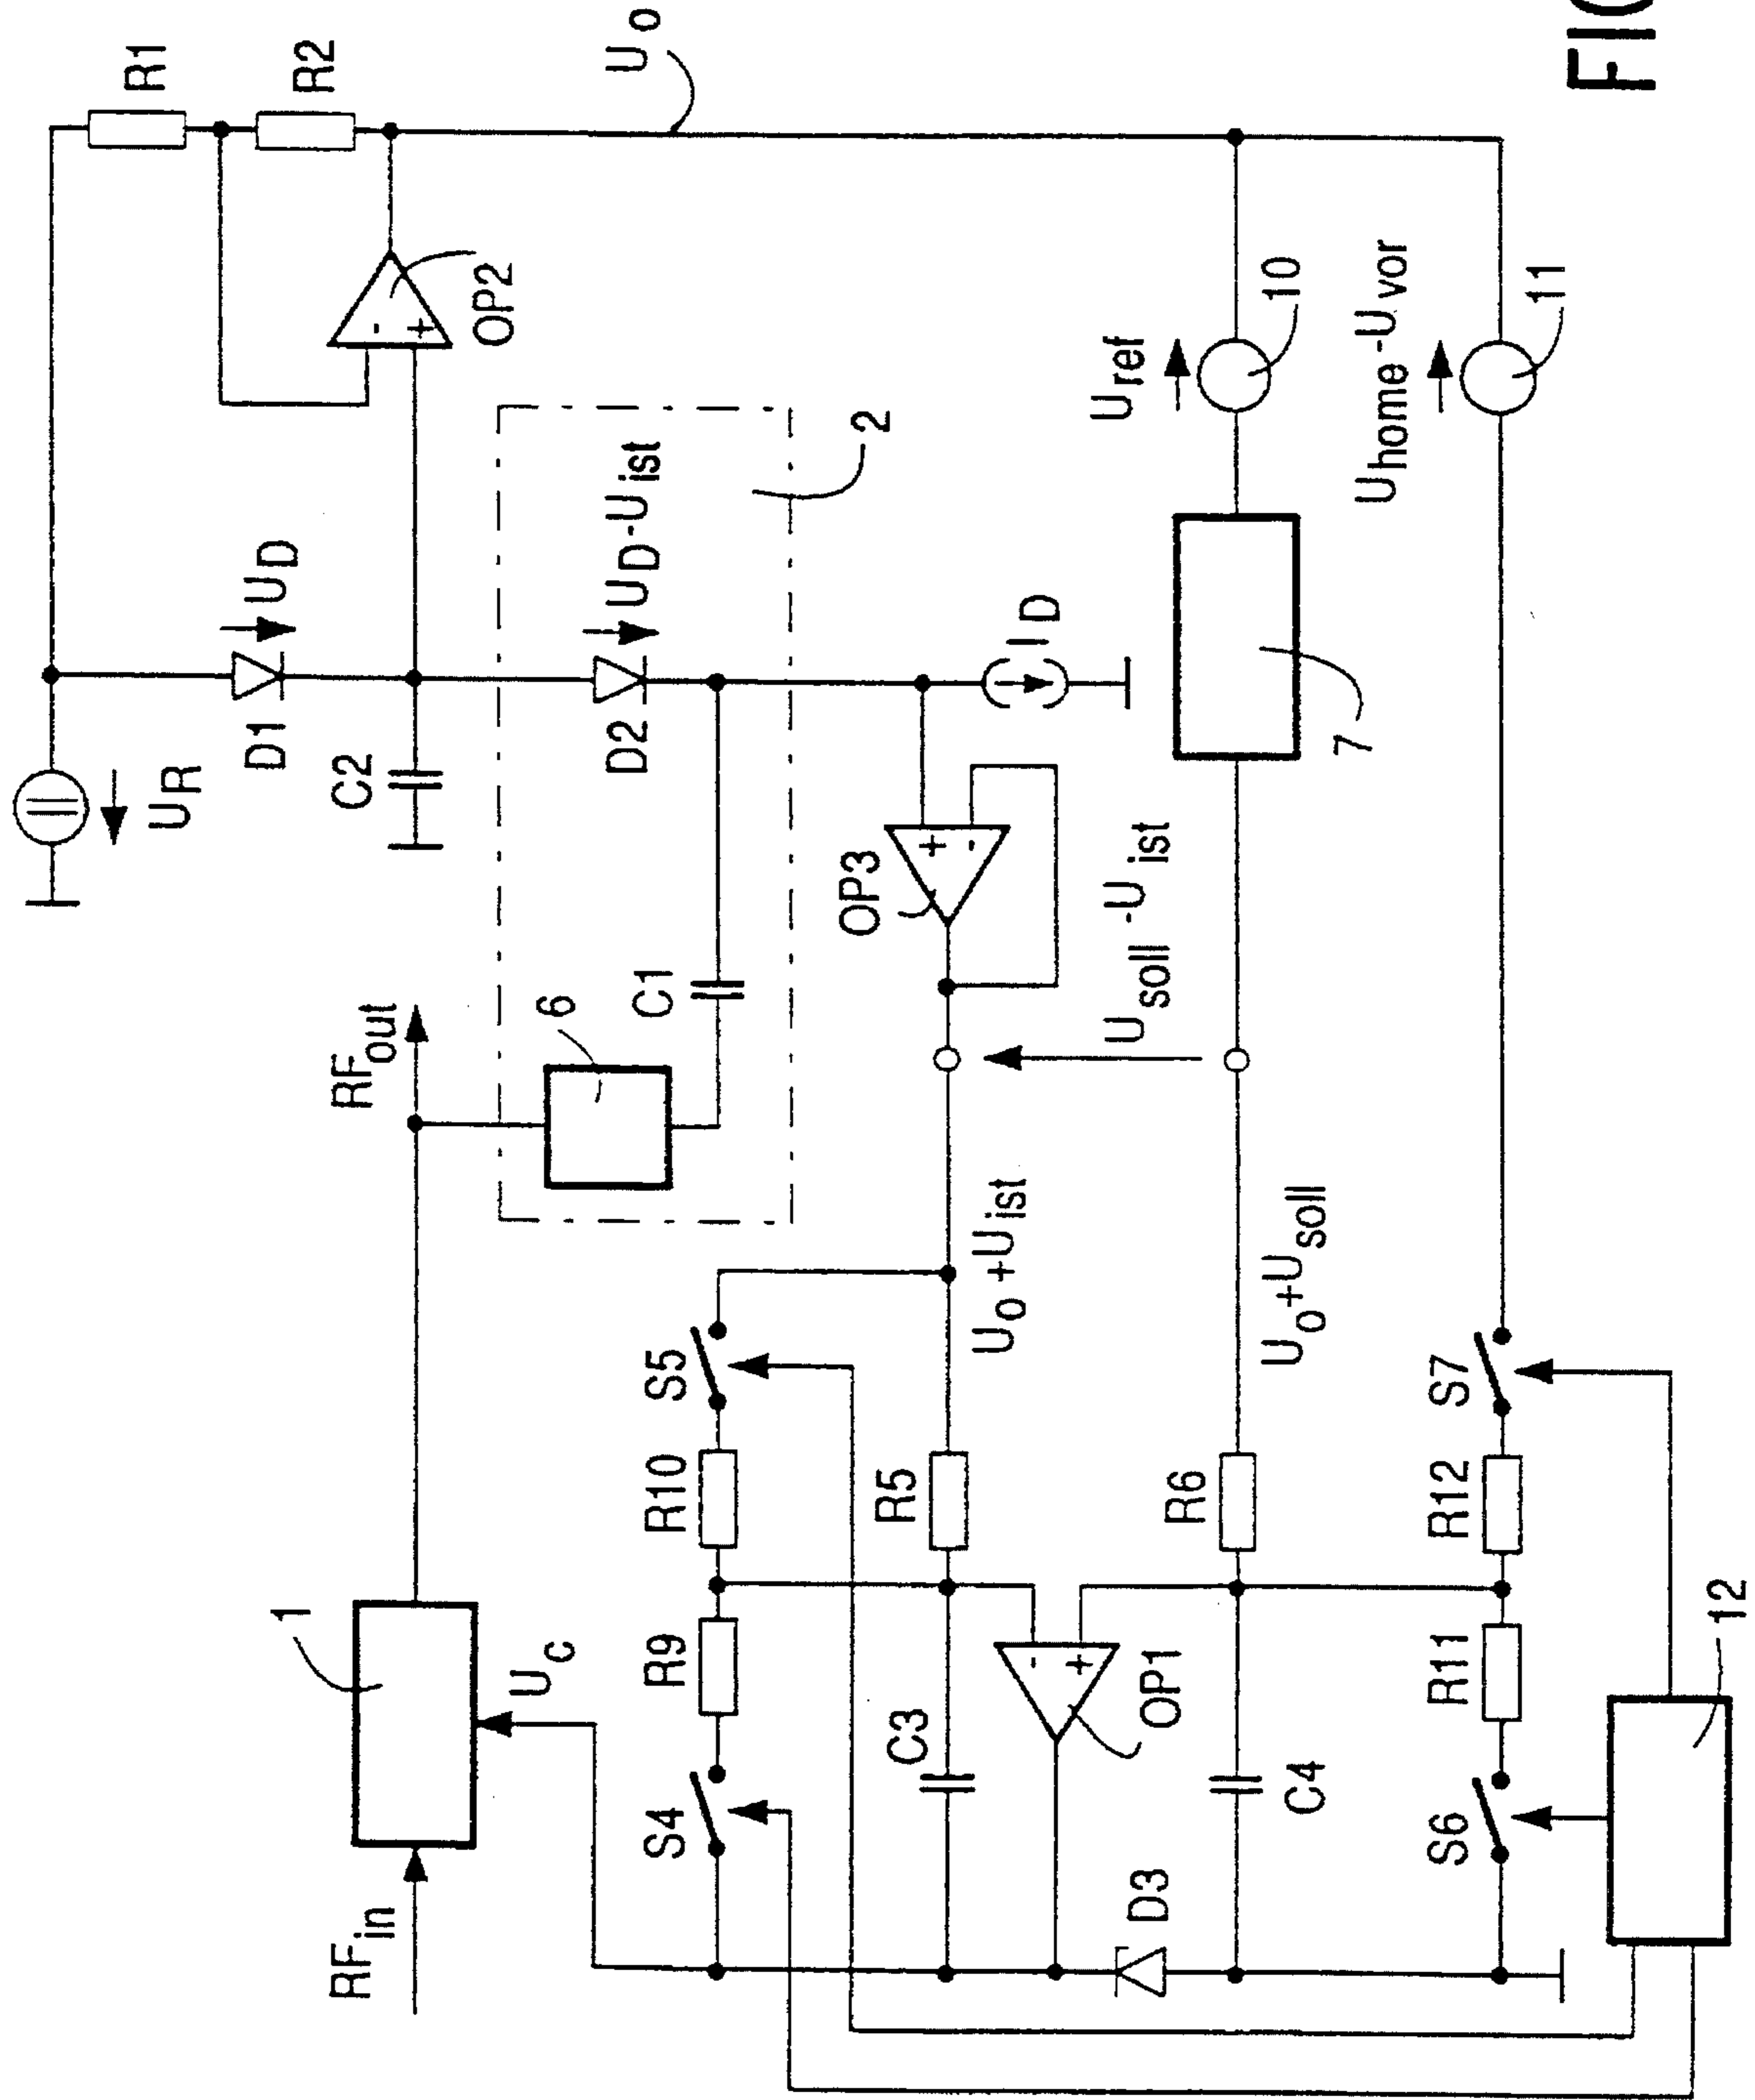 R1
R2
U_o
U_R
D1
U_D
-
+
OP2
C2
2
D2
U_D-U_ist
RF_out
6
C1
I_D
U_ref
10
U_home-U_vor
11
7
OP3
+
-
U_soll -U_ist
RF_in
1
U_c
S5
R10
R9
S4
U_o+U_ist
R5
C3
-
+
OP1
U_o+U_soll
R6
C4
D3
S7
R12
R11
S6
12